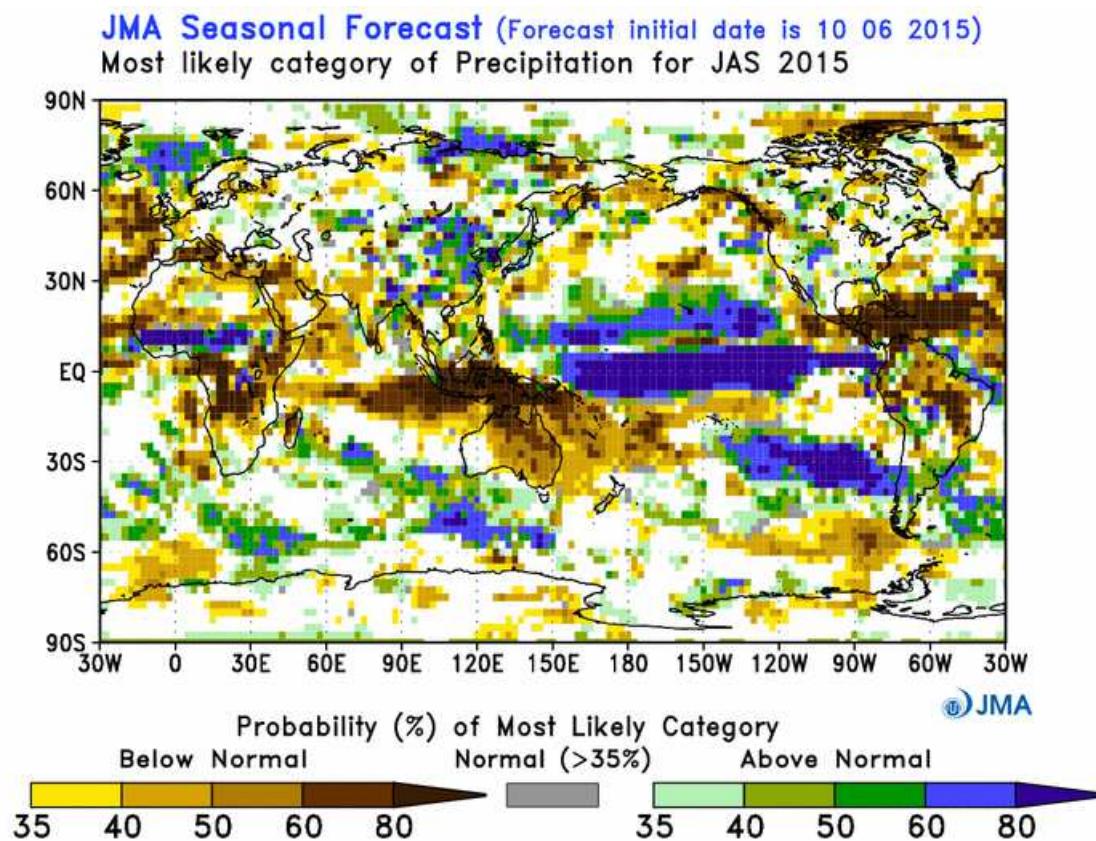 JMA Seasonal Forecast (Forecast initial date is 10 06 2015)
Most likely category of Precipitation for JAS 2015
90N
60N
30N
EQ
30S
60S
90S
30W 0 30E 60E 90E 120E 150E 180 150W 120W 90W 60W 30W
JMA
Probability (%) of Most Likely Category
Below Normal Normal (>35%) Above Normal
35 40 50 60 80 35 40 50 60 80